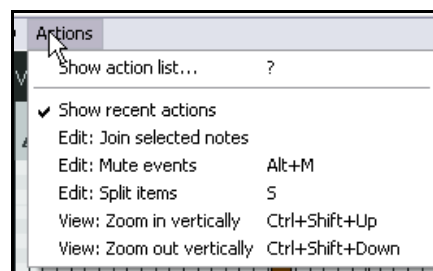 Actions
Show action list... ?
Show recent actions
Edit: Join selected notes
Edit: Mute events Alt+M
Edit: Split items S
View: Zoom in vertically Ctrl+Shift+Up
View: Zoom out vertically Ctrl+Shift+Down